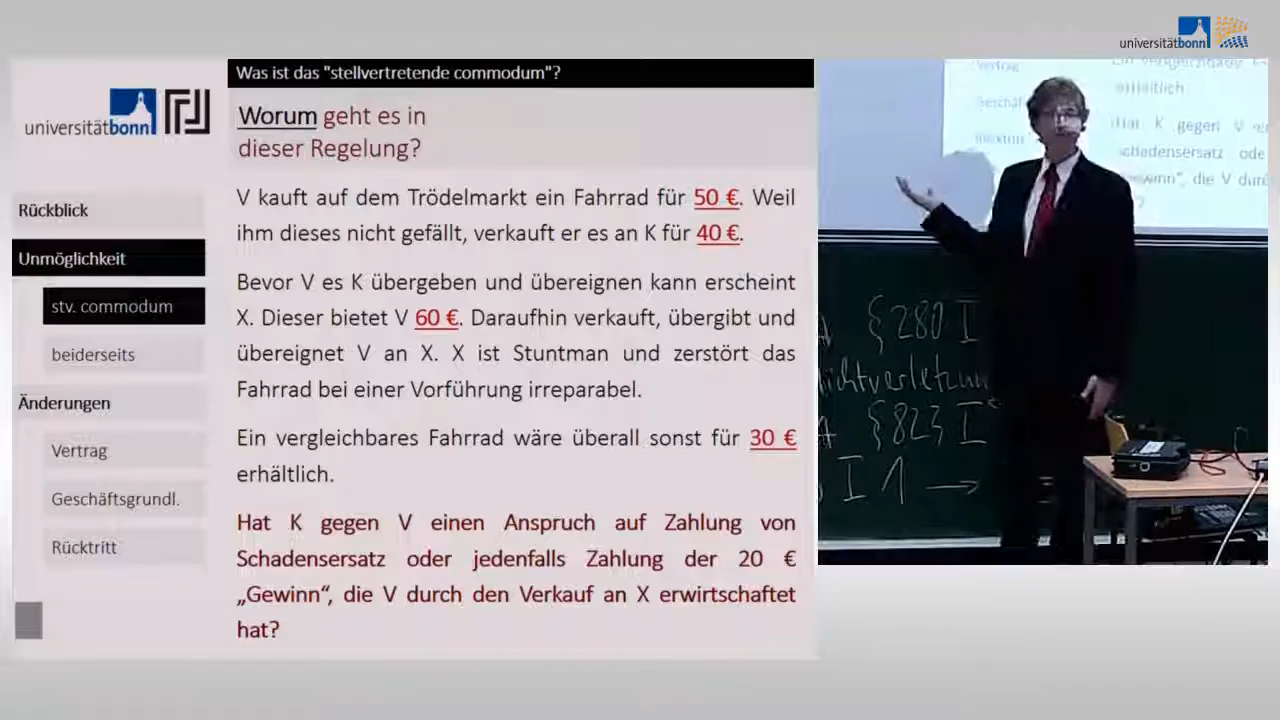 universitätbonn
Was ist das "stellvertretende commodum"?
universitätbonn
Worum geht es in
dieser Regelung?
Rückblick
Unmöglichkeit
stv. commodum
beiderseits
Änderungen
Vertrag
Geschäftsgrundl.
Rücktritt
V kauft auf dem Trödelmarkt ein Fahrrad für 50 €. Weil
ihm dieses nicht gefällt, verkauft er es an K für 40 €.
Bevor V es K übergeben und übereignen kann erscheint
X. Dieser bietet V 60 €. Daraufhin verkauft, übergibt und
übereignet V an X. X ist Stuntman und zerstört das
Fahrrad bei einer Vorführung irreparabel.
Ein vergleichbares Fahrrad wäre überall sonst für 30 €
erhältlich.
Hat K gegen V einen Anspruch auf Zahlung von
Schadensersatz oder jedenfalls Zahlung der 20 €
„Gewinn“, die V durch den Verkauf an X erwirtschaftet
hat?
Vertrag
hat K gegen V
§ 280 I
§ 823 I
I 1 →